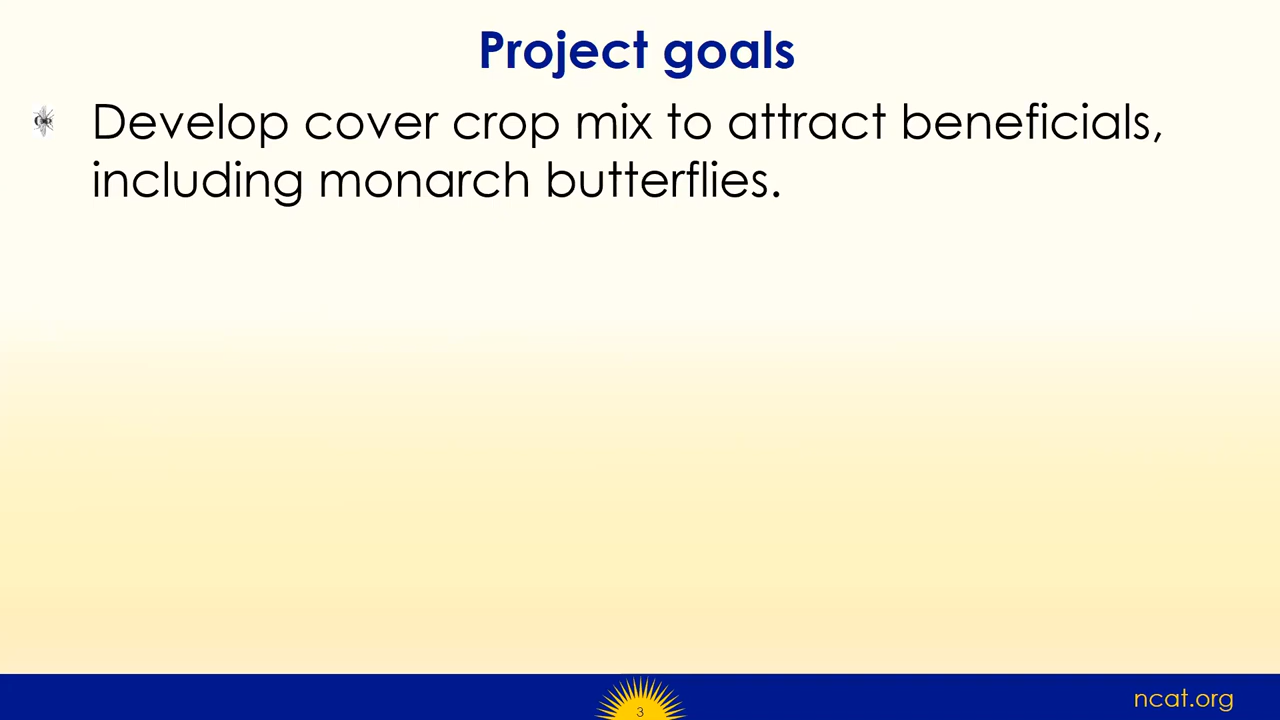 Project goals
Develop cover crop mix to attract beneficials,
including monarch butterflies.
3
ncat.org